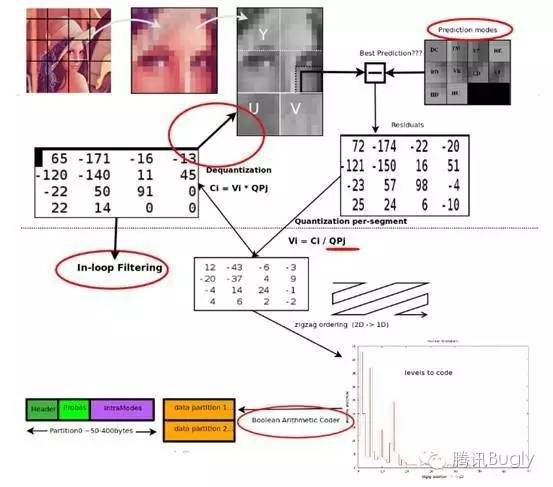 Prediction modes
Y
Best Prediction???
DC
U V
Residuals
65 -171 -16 -13
-120 -140 11 45
-22 50 91 0
22 14 0 0
Dequantization
Ci = Vi * QPj
72 -174 -22 -20
-121 -150 16 51
-23 57 98 -4
25 24 6 -10
Quantization per-segment
Vi = Ci / QPj
In-loop Filtering
12 -43 -6 -3
-20 -37 4 9
-4 14 24 -1
4 6 2 -2
zigzag ordering (2D -> 1D)
levels to code
Header Probas IntraModes
Partition0 ~50-400bytes
data partition 1...
data partition 2...
Boolean Arithmetic Coder
腾讯Bugly